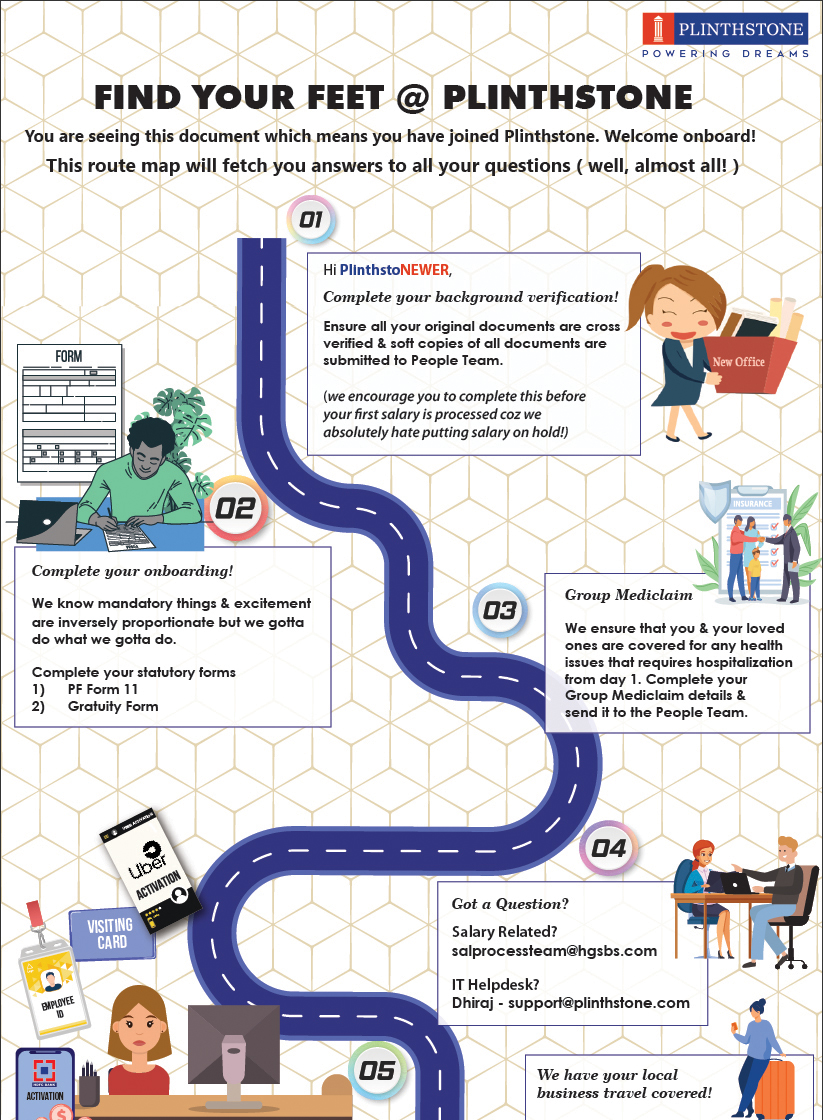 PLINTHSTONE
POWERING DREAMS
FIND YOUR FEET @ PLINTHSTONE
You are seeing this document which means you have joined Plinthstone. Welcome onboard!
This route map will fetch you answers to all your questions ( well, almost all! )
01
Hi PlinthstoNEWER,
Complete your background verification!
Ensure all your original documents are cross
verified & soft copies of all documents are
submitted to People Team.
(we encourage you to complete this before
your first salary is processed coz we
absolutely hate putting salary on hold!)
New Office
FORM
02
Complete your onboarding!
We know mandatory things & excitement
are inversely proportionate but we gotta
do what we gotta do.
Complete your statutory forms
1) PF Form 11
2) Gratuity Form
INSURANCE
03
Group Mediclaim
We ensure that you & your loved
ones are covered for any health
issues that requires hospitalization
from day 1. Complete your
Group Mediclaim details &
send it to the People Team.
04
Got a Question?
Salary Related?
salprocessteam@hgsbs.com
IT Helpdesk?
Dhiraj - support@plinthstone.com
Uber
ACTIVATION
VISITING
CARD
EMPLOYEE
ID
HDFC BANK
ACTIVATION
05
We have your local
business travel covered!